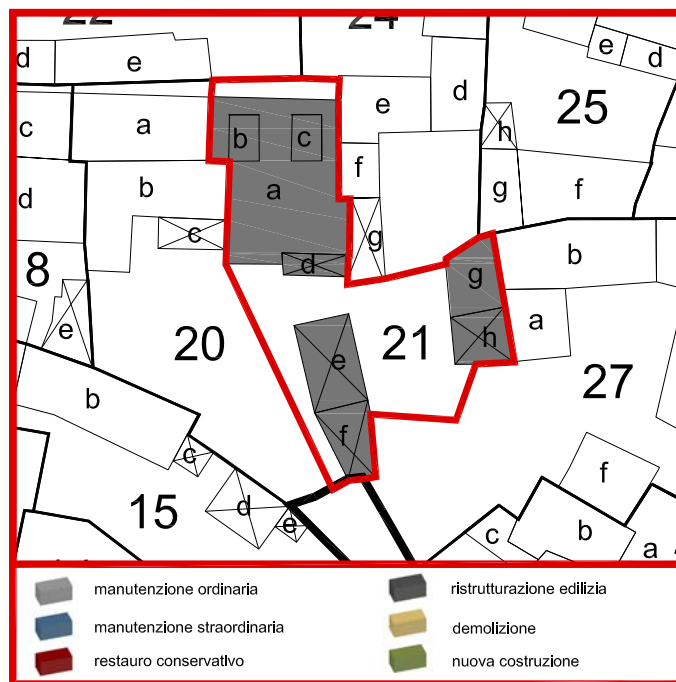 22
24
d
e
e
d
e
d
25
c
a
b
c
h
f
d
b
a
g
f
c
g
d
g
b
8
e
20
e
21
h
a
27
b
f
c
f
15
d
e
c
b
a
manutenzione ordinaria
ristrutturazione edilizia
manutenzione straordinaria
demolizione
restauro conservativo
nuova costruzione